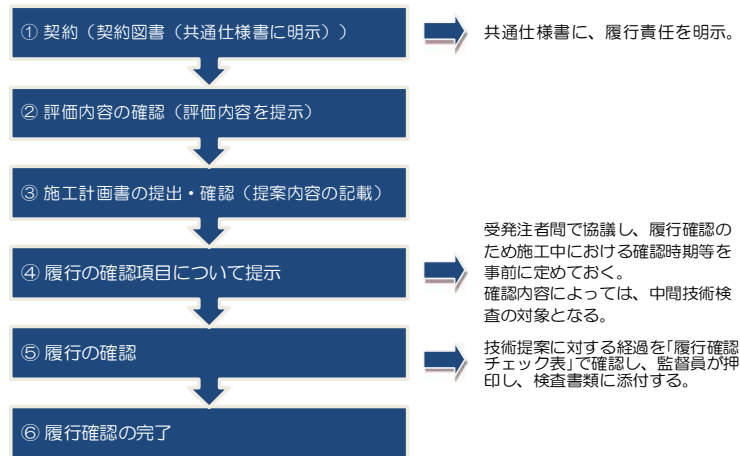 ① 契約（契約図書（共通仕様書に明示））
共通仕様書に、履行責任を明示。
② 評価内容の確認（評価内容を提示）
③ 施工計画書の提出・確認（提案内容の記載）
④ 履行の確認項目について提示
受発注者間で協議し、履行確認の
ため施工中における確認時期等を
事前に定めておく。
確認内容によっては、中間技術検
査の対象となる。
⑤ 履行の確認
技術提案に対する経過を｢履行確認
チェック表｣で確認し、監督員が押
印し、検査書類に添付する。
⑥ 履行確認の完了